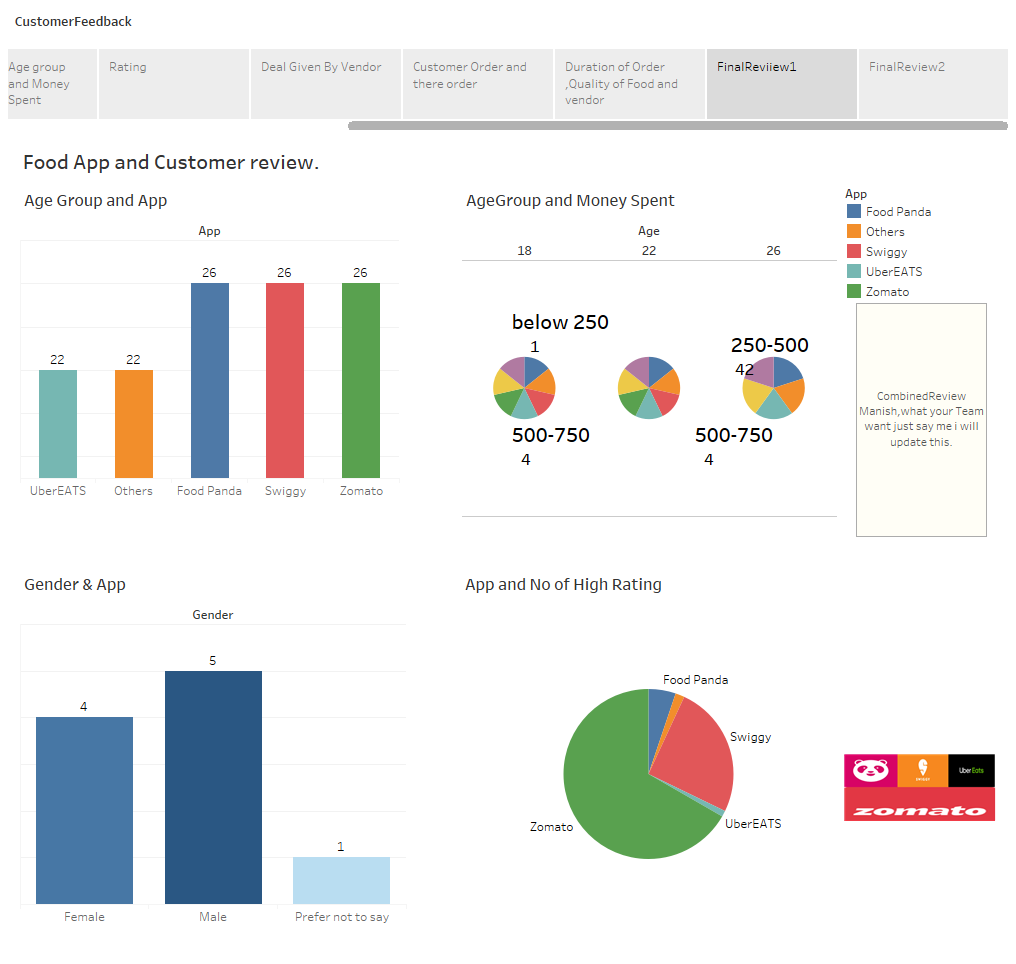 CustomerFeedback
Age group
and Money
Spent
Rating
Deal Given By Vendor
Customer Order and
there order
Duration of Order
,Quality of Food and
vendor
FinalReviiew1
FinalReview2
Food App and Customer review.
Age Group and App
App
22
22
26
26
26
UberEATS
Others
Food Panda
Swiggy
Zomato
AgeGroup and Money Spent
Age
18
22
26
below 250
1
250-500
42
500-750
4
500-750
4
App
Food Panda
Others
Swiggy
UberEATS
Zomato
CombinedReview
Manish,what your Team
want just say me i will
update this.
Gender & App
Gender
4
5
1
Female
Male
Prefer not to say
App and No of High Rating
Food Panda
Swiggy
UberEATS
Zomato
Uber Eats
zomato